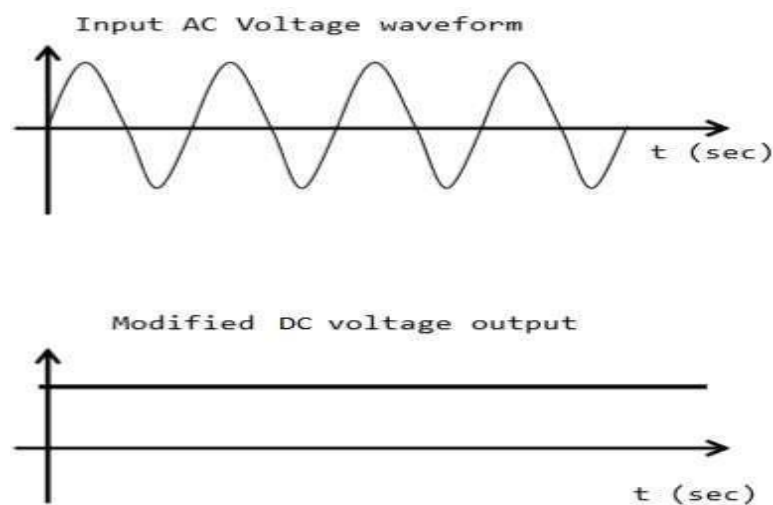 Input AC Voltage waveform
t (sec)
Modified DC voltage output
t (sec)